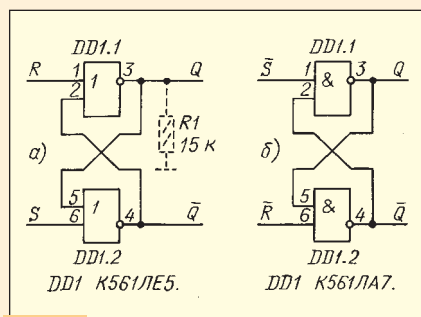 DD1.1 DD1.1
R 1 1 3 Q S̄ 1 & 3 Q
2 2
R1
15 к
а) б)
5 1 5 &
S 6 4 Q̄ R̄ 6 4 Q̄
DD1.2 DD1.2
DD1 К561ЛЕ5. DD1 К561ЛА7.